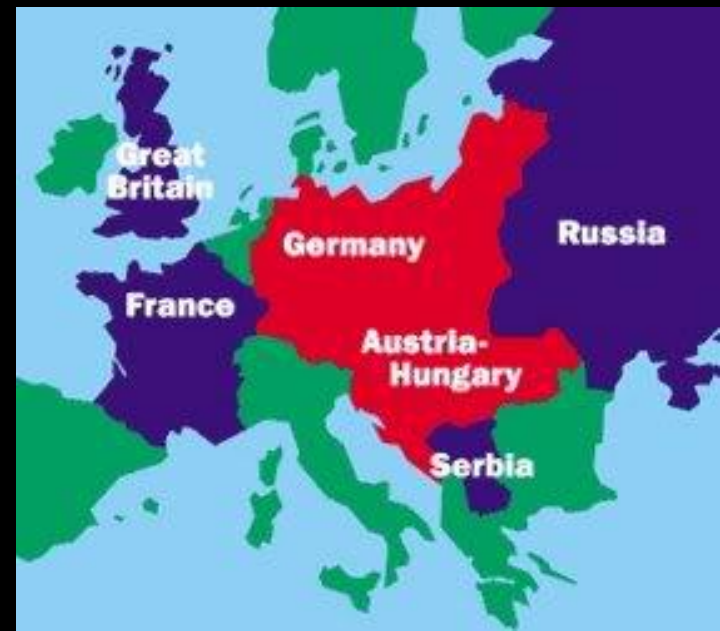 Great
Britain
Germany
Russia
France
Austria-
Hungary
Serbia